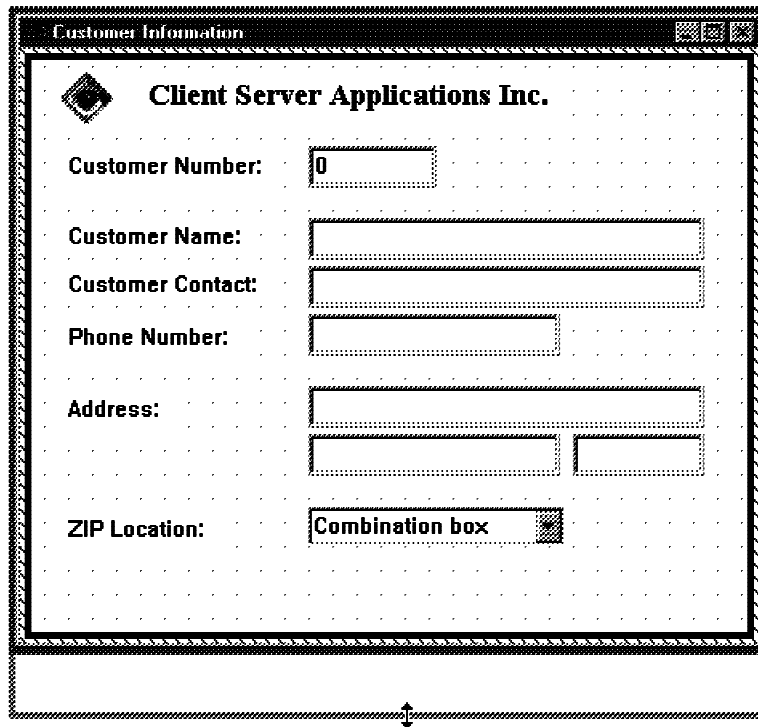 Customer Information
Client Server Applications Inc.
Customer Number: 0
Customer Name:
Customer Contact:
Phone Number:
Address:
ZIP Location: Combination box